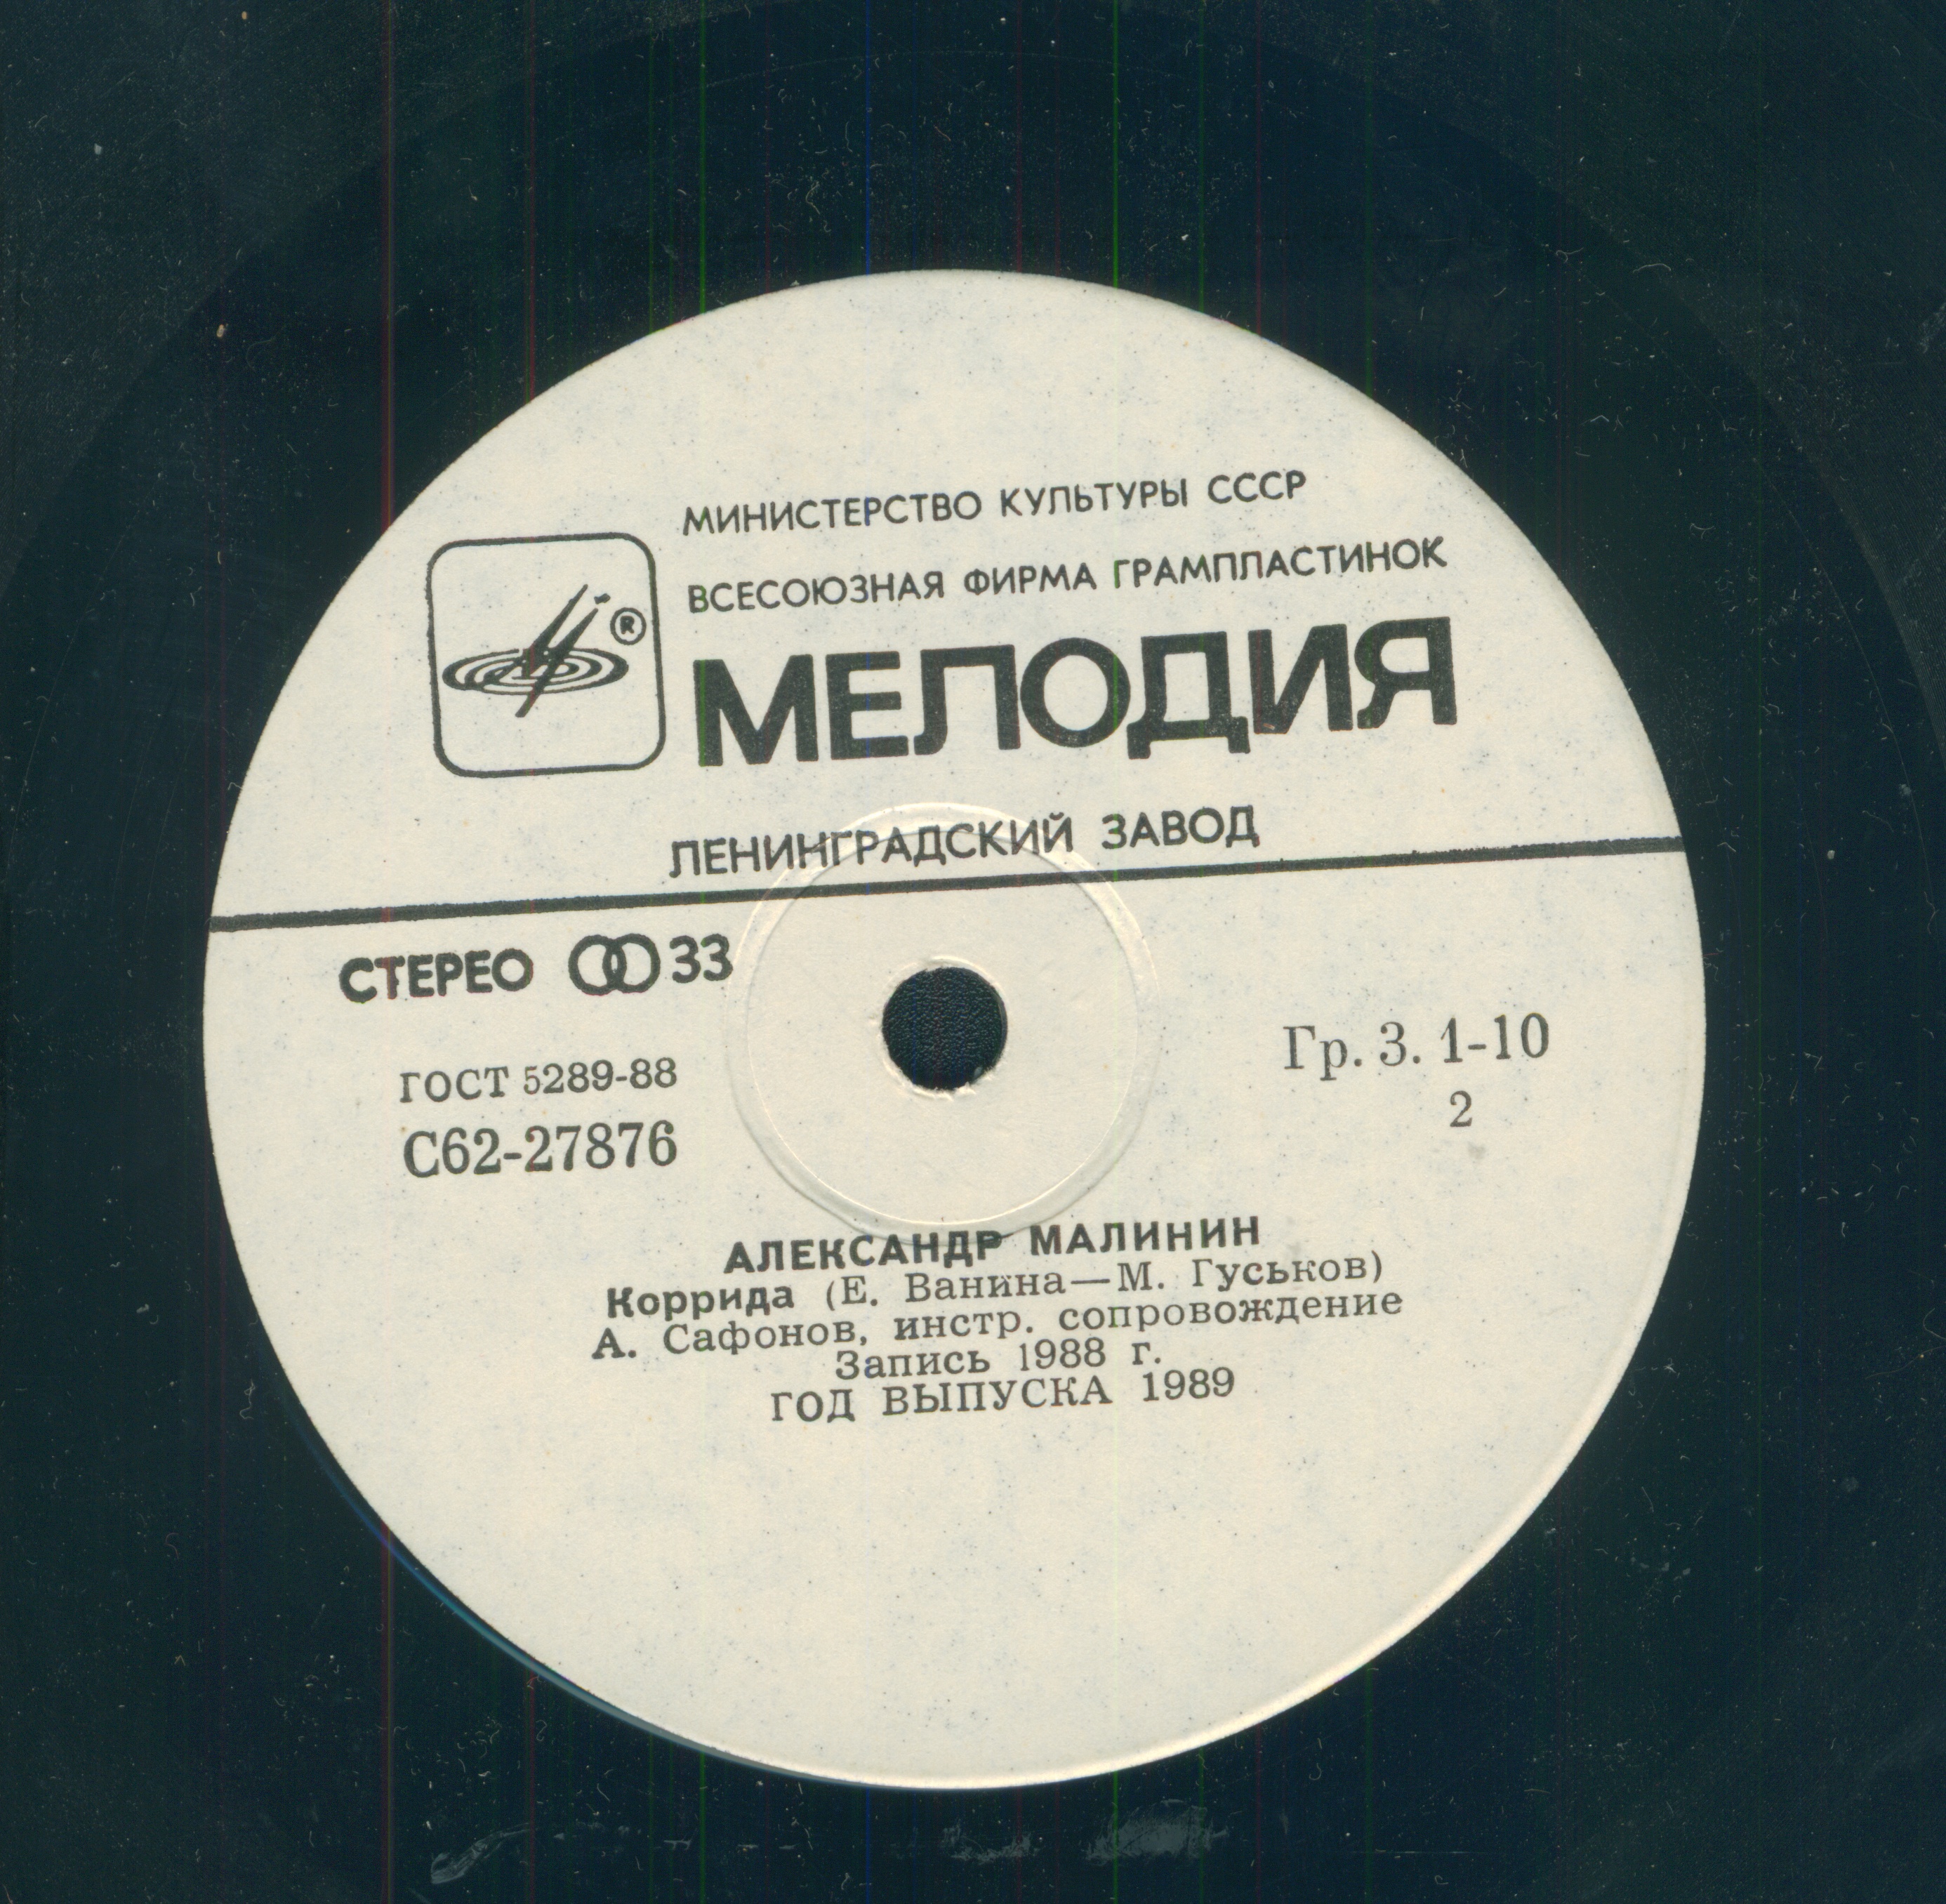 МИНИСТЕРСТВО КУЛЬТУРЫ СССР
ВСЕСОЮЗНАЯ ФИРМА ГРАМПЛАСТИНОК
®
МЕЛОДИЯ
ЛЕНИНГРАДСКИЙ ЗАВОД
СТЕРЕО 33
ГОСТ 5289-88
С62-27876
Гр. 3. 1-10
2
АЛЕКСАНДР МАЛИНИН
Коррида (Е. Ванина—М. Гуськов)
А. Сафонов, инстр. сопровождение
Запись 1988 г.
ГОД ВЫПУСКА 1989